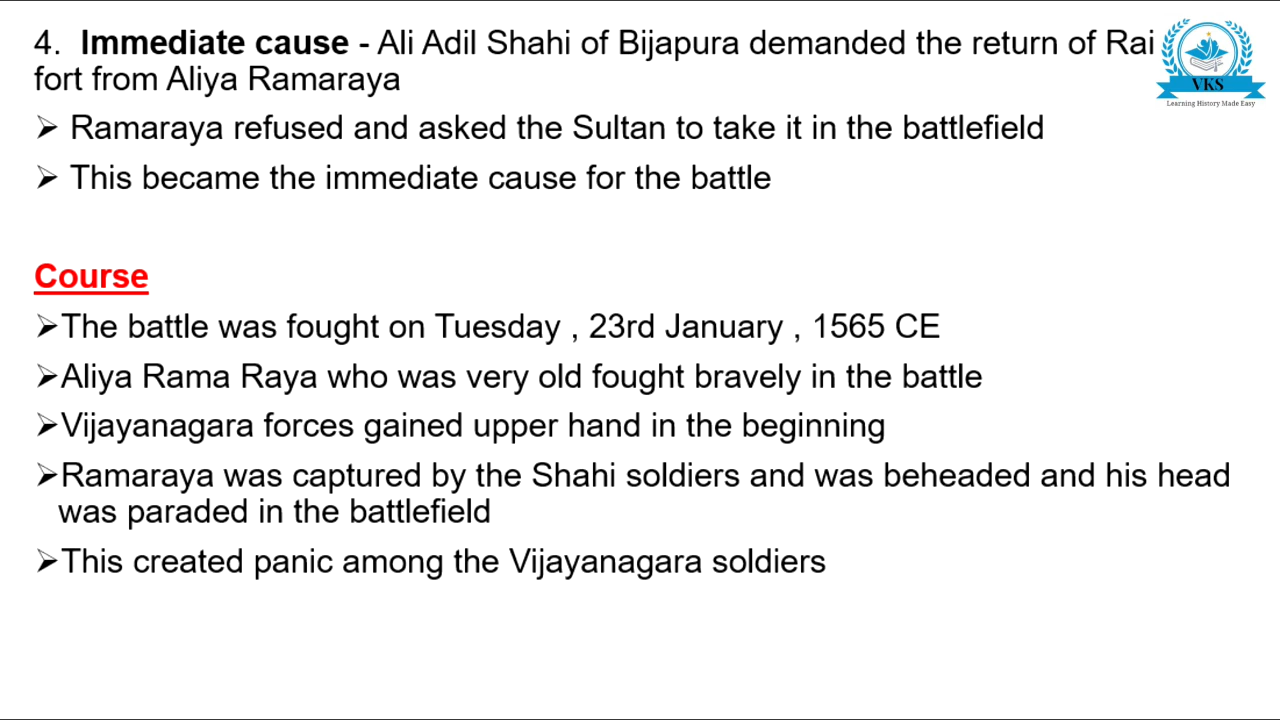 4. Immediate cause - Ali Adil Shahi of Bijapura demanded the return of Rai
fort from Aliya Ramaraya
➢ Ramaraya refused and asked the Sultan to take it in the battlefield
➢ This became the immediate cause for the battle
Course
➢The battle was fought on Tuesday , 23rd January , 1565 CE
➢Aliya Rama Raya who was very old fought bravely in the battle
➢Vijayanagara forces gained upper hand in the beginning
➢Ramaraya was captured by the Shahi soldiers and was beheaded and his head
was paraded in the battlefield
➢This created panic among the Vijayanagara soldiers
VKS
Learning History Made Easy